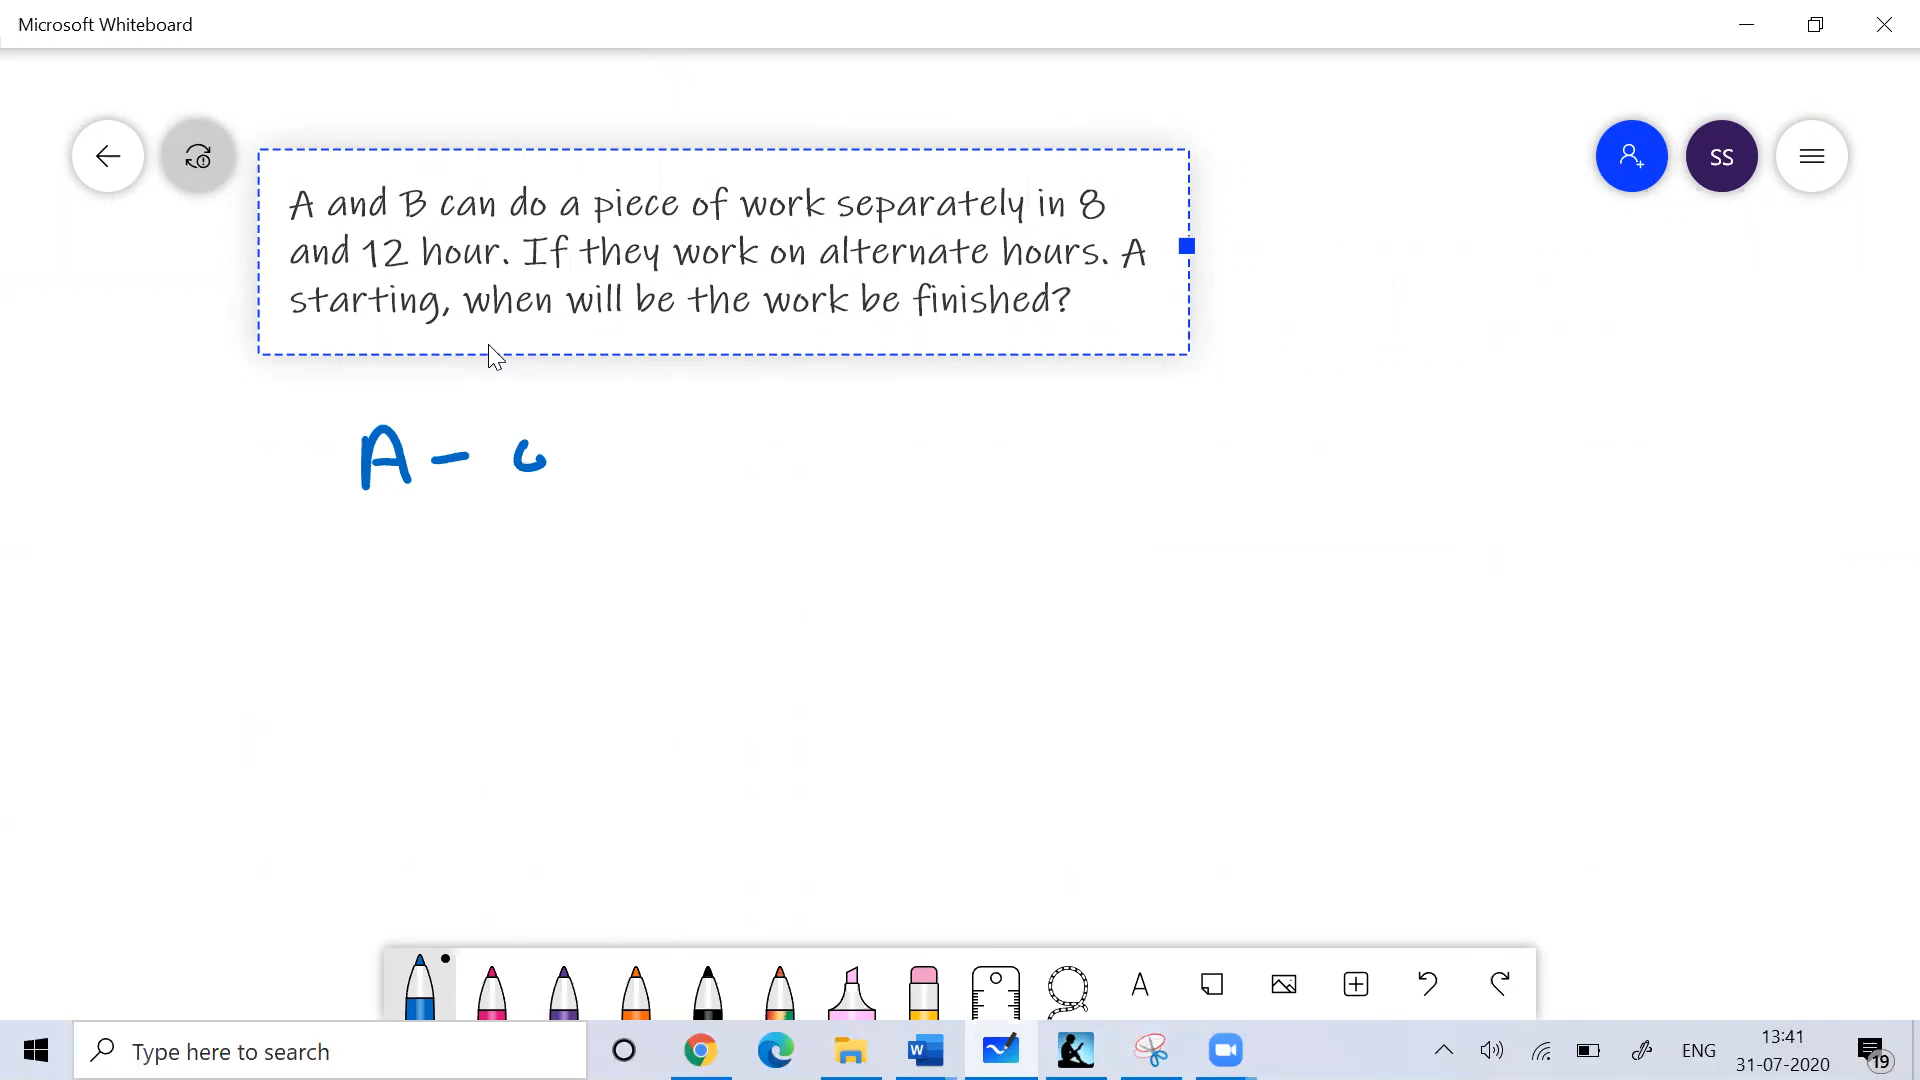 Microsoft Whiteboard
SS
A and B can do a piece of work separately in 8
and 12 hour. If they work on alternate hours. A
starting, when will be the work be finished?
A -
A
Type here to search
W
ENG
13:41
31-07-2020
19